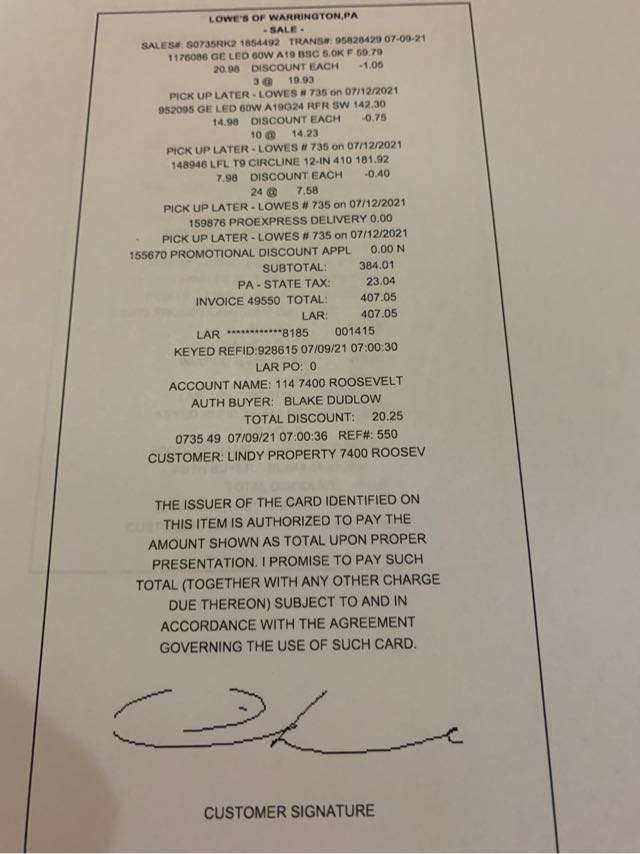 LOWE'S OF WARRINGTON,PA
- SALE -
SALES#: S0735RK2 1854492 TRANS#: 95828429 07-09-21
1176086 GE LED 60W A19 BSC 5.0K F 59.79
20.98 DISCOUNT EACH -1.05
3 @ 19.93
PICK UP LATER - LOWES # 735 on 07/12/2021
952095 GE LED 60W A19G24 RFR SW 142.30
14.98 DISCOUNT EACH -0.75
10 @ 14.23
PICK UP LATER - LOWES # 735 on 07/12/2021
148946 LFL T9 CIRCLINE 12-IN 410 181.92
7.98 DISCOUNT EACH -0.40
24 @ 7.58
PICK UP LATER - LOWES # 735 on 07/12/2021
159876 PROEXPRESS DELIVERY 0.00
PICK UP LATER - LOWES # 735 on 07/12/2021
155670 PROMOTIONAL DISCOUNT APPL 0.00 N
SUBTOTAL: 384.01
PA - STATE TAX: 23.04
INVOICE 49550 TOTAL: 407.05
LAR: 407.05
LAR ************8185 001415
KEYED REFID:928615 07/09/21 07:00:30
LAR PO: 0
ACCOUNT NAME: 114 7400 ROOSEVELT
AUTH BUYER: BLAKE DUDLOW
TOTAL DISCOUNT: 20.25
0735 49 07/09/21 07:00:36 REF#: 550
CUSTOMER: LINDY PROPERTY 7400 ROOSEV
THE ISSUER OF THE CARD IDENTIFIED ON
THIS ITEM IS AUTHORIZED TO PAY THE
AMOUNT SHOWN AS TOTAL UPON PROPER
PRESENTATION. I PROMISE TO PAY SUCH
TOTAL (TOGETHER WITH ANY OTHER CHARGE
DUE THEREON) SUBJECT TO AND IN
ACCORDANCE WITH THE AGREEMENT
GOVERNING THE USE OF SUCH CARD.
CUSTOMER SIGNATURE